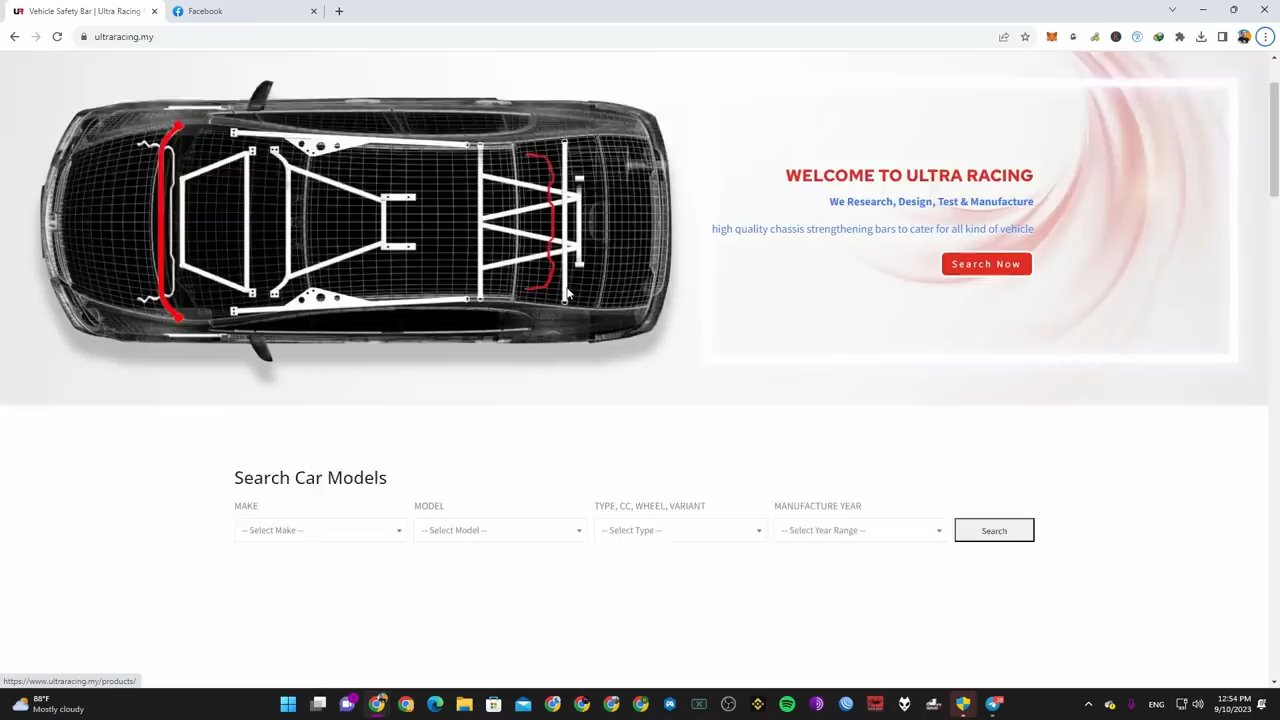 Vehicle Safety Bar | Ultra Racing
Facebook
ultraracing.my
WELCOME TO ULTRA RACING
We Research, Design, Test & Manufacture
high quality chassis strengthening bars to cater for all kind of vehicle
Search Now
Search Car Models
MAKE MODEL TYPE, CC, WHEEL, VARIANT MANUFACTURE YEAR
-- Select Make -- -- Select Model -- -- Select Type -- -- Select Year Range -- Search
https://www.ultraracing.my/products/
88°F
Mostly cloudy
ENG
12:54 PM
9/10/2023